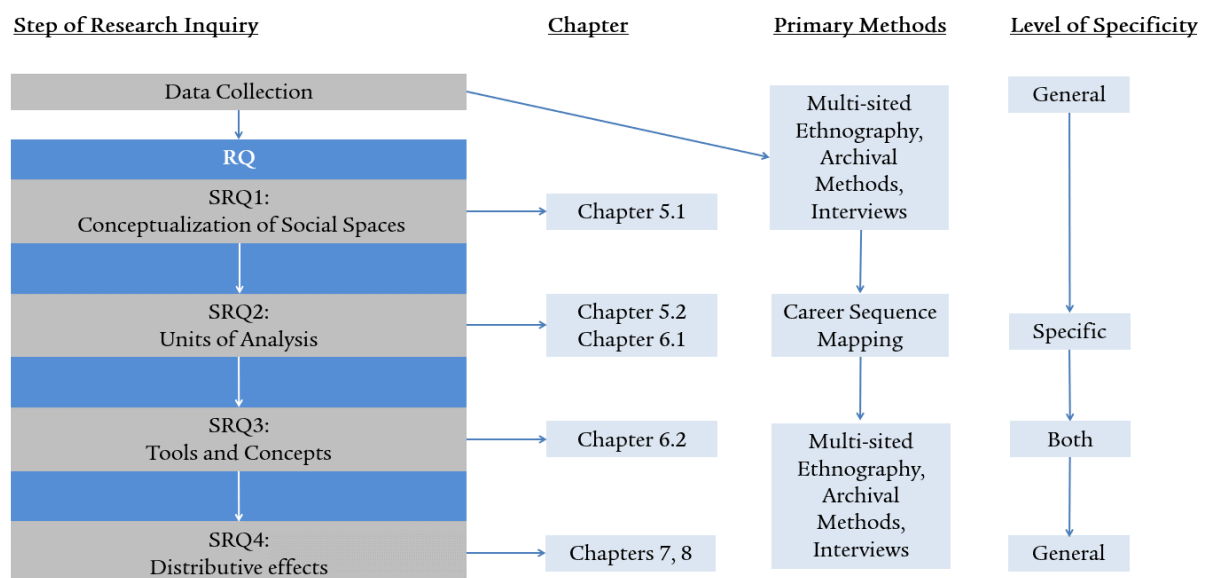 Step of Research Inquiry
Chapter
Primary Methods
Level of Specificity
Data Collection
RQ
SRQ1:
Conceptualization of Social Spaces
SRQ2:
Units of Analysis
SRQ3:
Tools and Concepts
SRQ4:
Distributive effects
Chapter 5.1
Chapter 5.2
Chapter 6.1
Chapter 6.2
Chapters 7, 8
Multi-sited
Ethnography,
Archival
Methods,
Interviews
Career Sequence
Mapping
Multi-sited
Ethnography,
Archival
Methods,
Interviews
General
Specific
Both
General